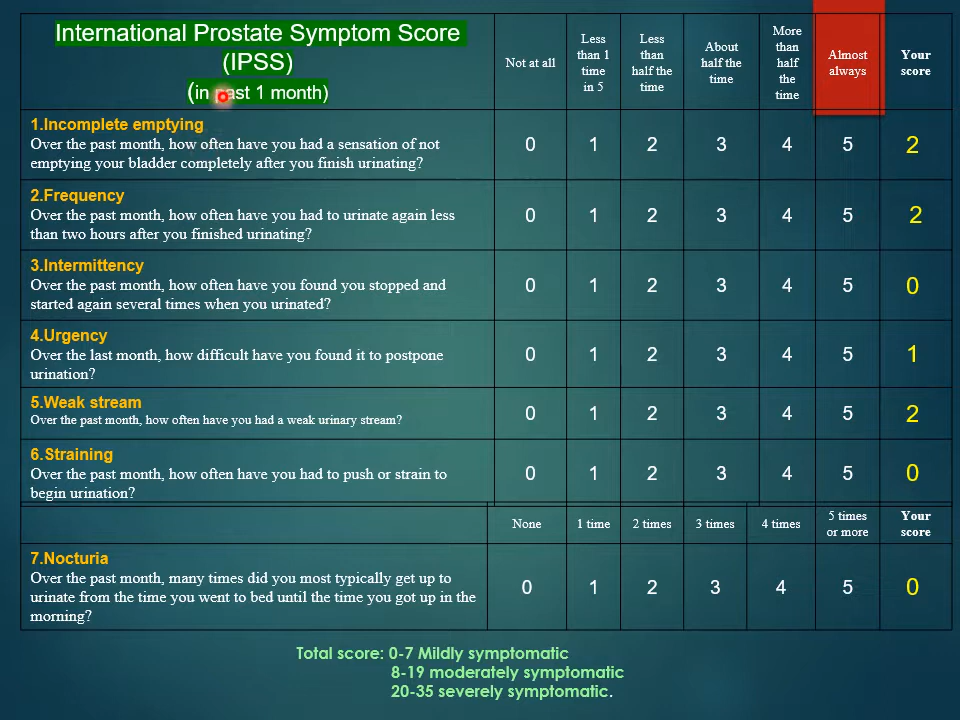 International Prostate Symptom Score
(IPSS)
(in past 1 month)
Not at all
Less
than 1
time
in 5
Less
than
half the
time
About
half the
time
More
than
half
the
time
Almost
always
Your
score
1.Incomplete emptying
Over the past month, how often have you had a sensation of not
emptying your bladder completely after you finish urinating?
0 1 2 3 4 5 2
2.Frequency
Over the past month, how often have you had to urinate again less
than two hours after you finished urinating?
0 1 2 3 4 5 2
3.Intermittency
Over the past month, how often have you found you stopped and
started again several times when you urinated?
0 1 2 3 4 5 0
4.Urgency
Over the last month, how difficult have you found it to postpone
urination?
0 1 2 3 4 5 1
5.Weak stream
Over the past month, how often have you had a weak urinary stream?
0 1 2 3 4 5 2
6.Straining
Over the past month, how often have you had to push or strain to
begin urination?
0 1 2 3 4 5 0
None
1 time
2 times
3 times
4 times
5 times
or more
Your
score
7.Nocturia
Over the past month, many times did you most typically get up to
urinate from the time you went to bed until the time you got up in the
morning?
0 1 2 3 4 5 0
Total score: 0-7 Mildly symptomatic
8-19 moderately symptomatic
20-35 severely symptomatic.